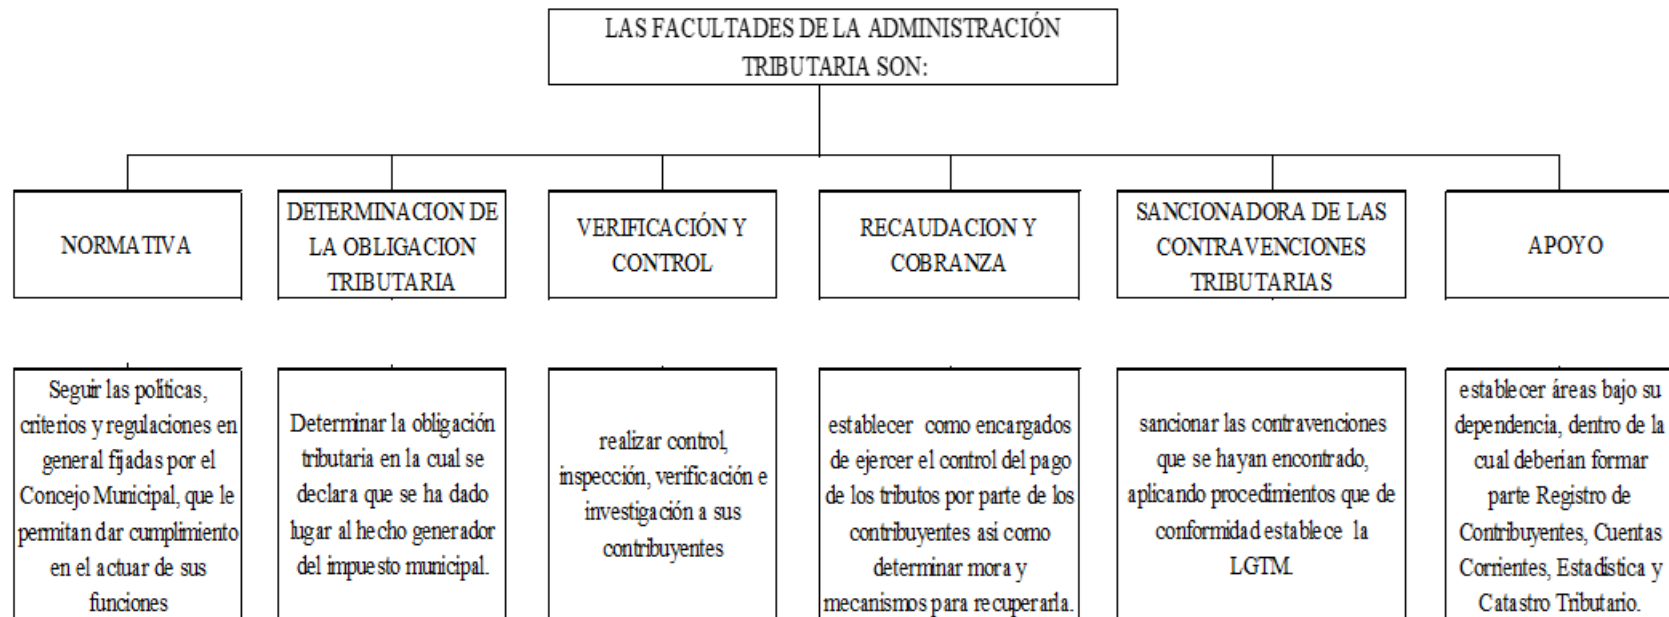 LAS FACULTADES DE LA ADMINISTRACIÓN
TRIBUTARIA SON:
NORMATIVA
DETERMINACION DE
LA OBLIGACION
TRIBUTARIA
VERIFICACIÓN Y
CONTROL
RECAUDACION Y
COBRANZA
SANCIONADORA DE LAS
CONTRAVENCIONES
TRIBUTARIAS
APOYO
Seguir las políticas,
criterios y regulaciones en
general fijadas por el
Concejo Municipal, que le
permitan dar cumplimiento
en el actuar de sus
funciones
Determinar la obligación
tributaria en la cual se
declara que se ha dado
lugar al hecho generador
del impuesto municipal.
realizar control,
inspección, verificación e
investigación a sus
contribuyentes
establecer como encargados
de ejercer el control del pago
de los tributos por parte de los
contribuyentes así como
determinar mora y
mecanismos para recuperarla.
sancionar las contravenciones
que se hayan encontrado,
aplicando procedimientos que de
conformidad establece la
LGTM.
establecer áreas bajo su
dependencia, dentro de la
cual deberian formar
parte Registro de
Contribuyentes, Cuentas
Corrientes, Estadistica y
Catastro Tributario.